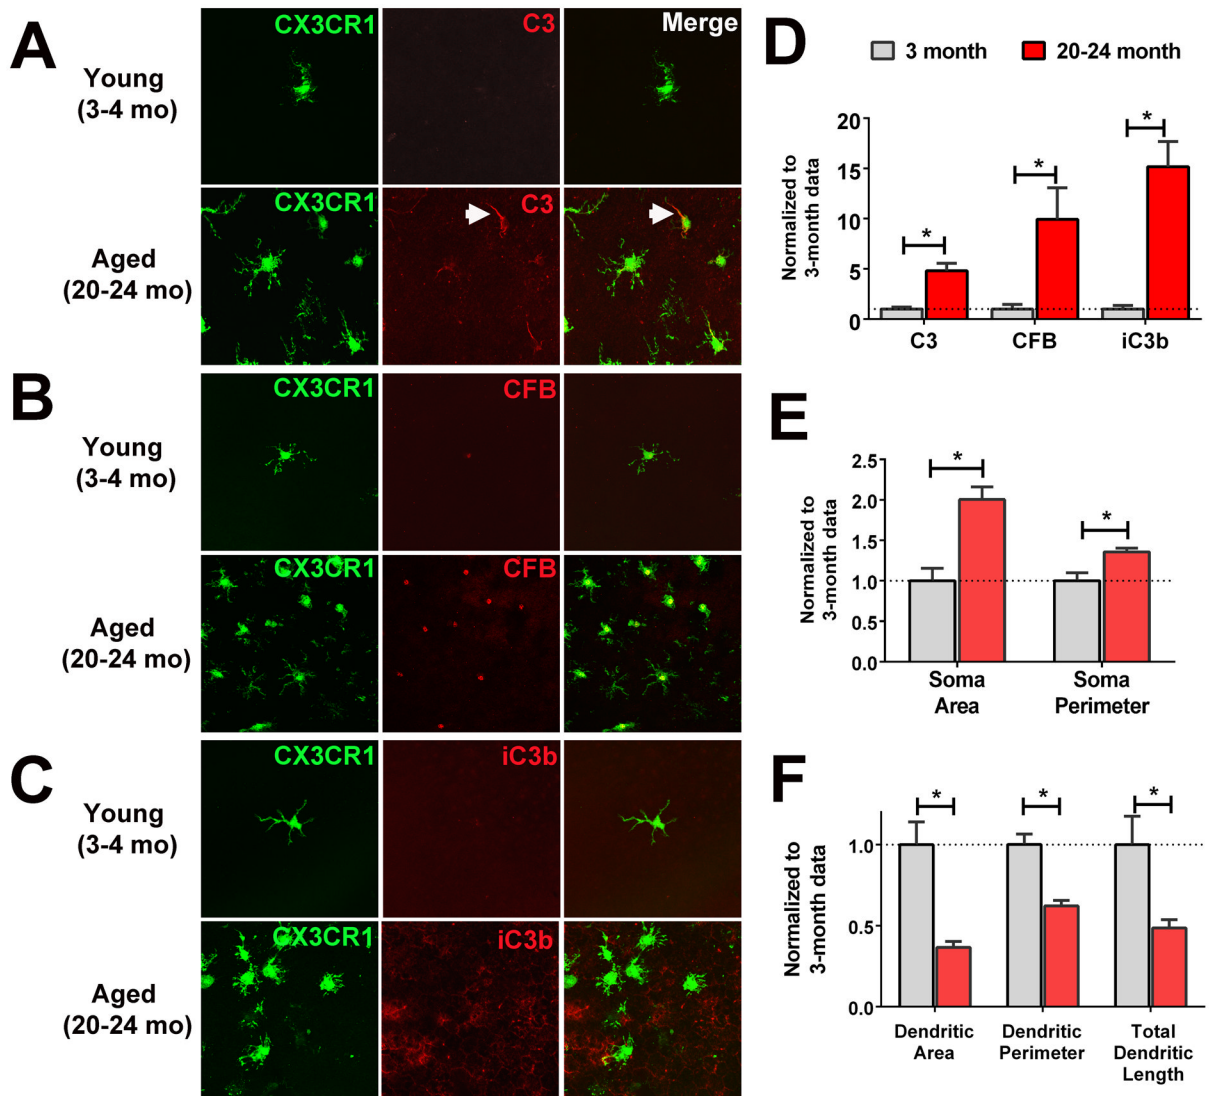 A
CX3CR1
C3
Merge
Young
(3-4 mo)
CX3CR1
C3
Aged
(20-24 mo)
B
CX3CR1
CFB
Young
(3-4 mo)
CX3CR1
CFB
Aged
(20-24 mo)
C
CX3CR1
iC3b
Young
(3-4 mo)
CX3CR1
iC3b
Aged
(20-24 mo)
D
3 month
20-24 month
Normalized to
3-month data
20
15
10
5
0
*
*
*
C3
CFB
iC3b
E
Normalized to
3-month data
2.5
2.0
1.5
1.0
0.5
0.0
*
*
Soma
Area
Soma
Perimeter
F
Normalized to
3-month data
1.0
0.5
0.0
*
*
*
Dendritic
Area
Dendritic
Perimeter
Total
Dendritic
Length